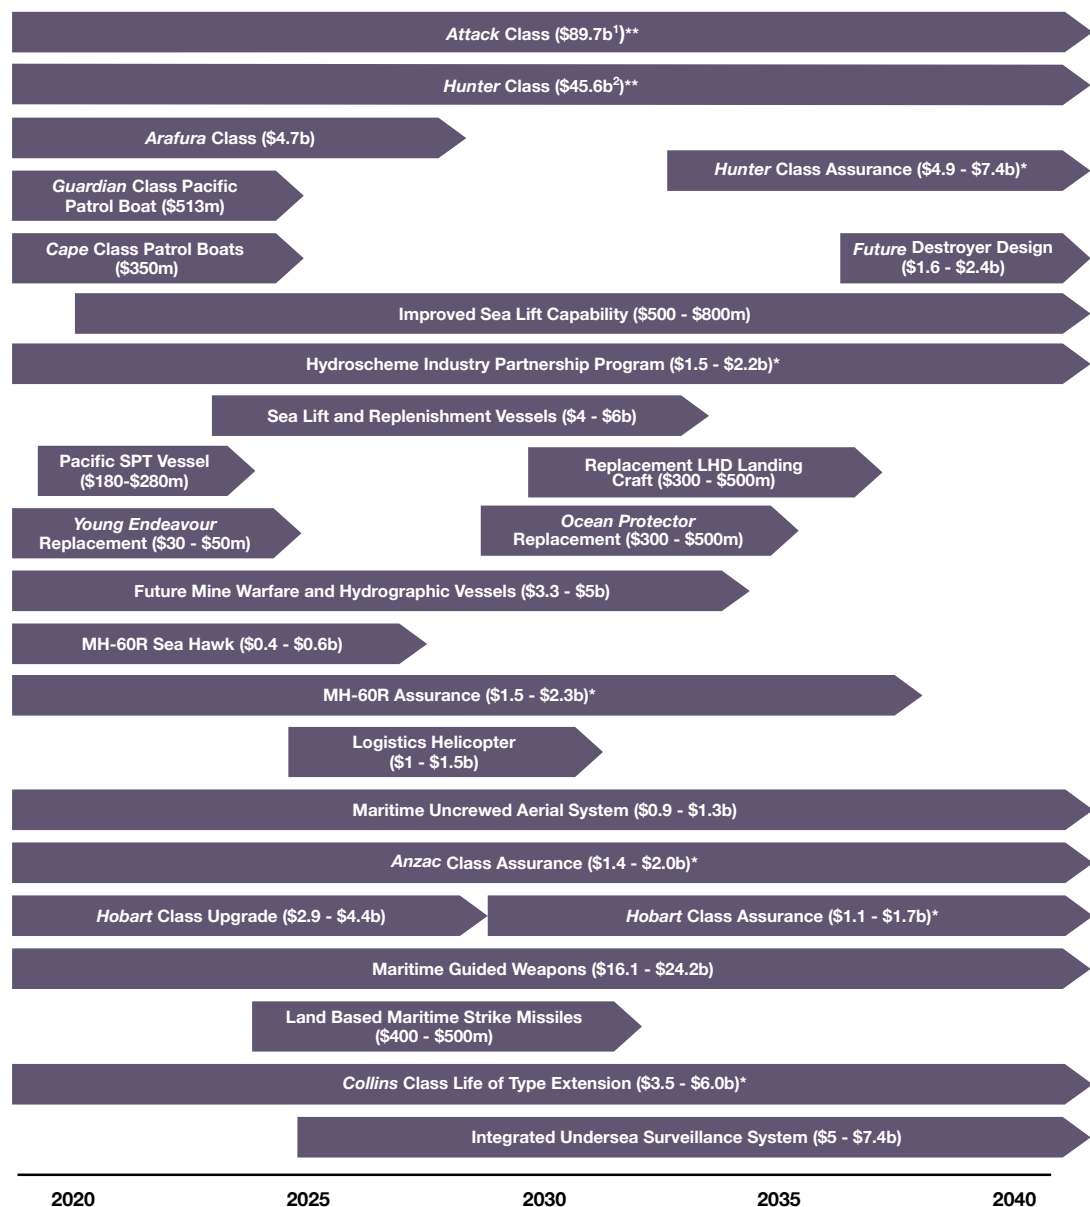 Attack Class ($89.7b¹)**
Hunter Class ($45.6b²)**
Arafura Class ($4.7b)
Hunter Class Assurance ($4.9 - $7.4b)*
Guardian Class Pacific
Patrol Boat ($513m)
Cape Class Patrol Boats
($350m)
Future Destroyer Design
($1.6 - $2.4b)
Improved Sea Lift Capability ($500 - $800m)
Hydroscheme Industry Partnership Program ($1.5 - $2.2b)*
Sea Lift and Replenishment Vessels ($4 - $6b)
Pacific SPT Vessel
($180-$280m)
Replacement LHD Landing
Craft ($300 - $500m)
Young Endeavour
Replacement ($30 - $50m)
Ocean Protector
Replacement ($300 - $500m)
Future Mine Warfare and Hydrographic Vessels ($3.3 - $5b)
MH-60R Sea Hawk ($0.4 - $0.6b)
MH-60R Assurance ($1.5 - $2.3b)*
Logistics Helicopter
($1 - $1.5b)
Maritime Uncrewed Aerial System ($0.9 - $1.3b)
Anzac Class Assurance ($1.4 - $2.0b)*
Hobart Class Upgrade ($2.9 - $4.4b)
Hobart Class Assurance ($1.1 - $1.7b)*
Maritime Guided Weapons ($16.1 - $24.2b)
Land Based Maritime Strike Missiles
($400 - $500m)
Collins Class Life of Type Extension ($3.5 - $6.0b)*
Integrated Undersea Surveillance System ($5 - $7.4b)
2020 2025 2030 2035 2040